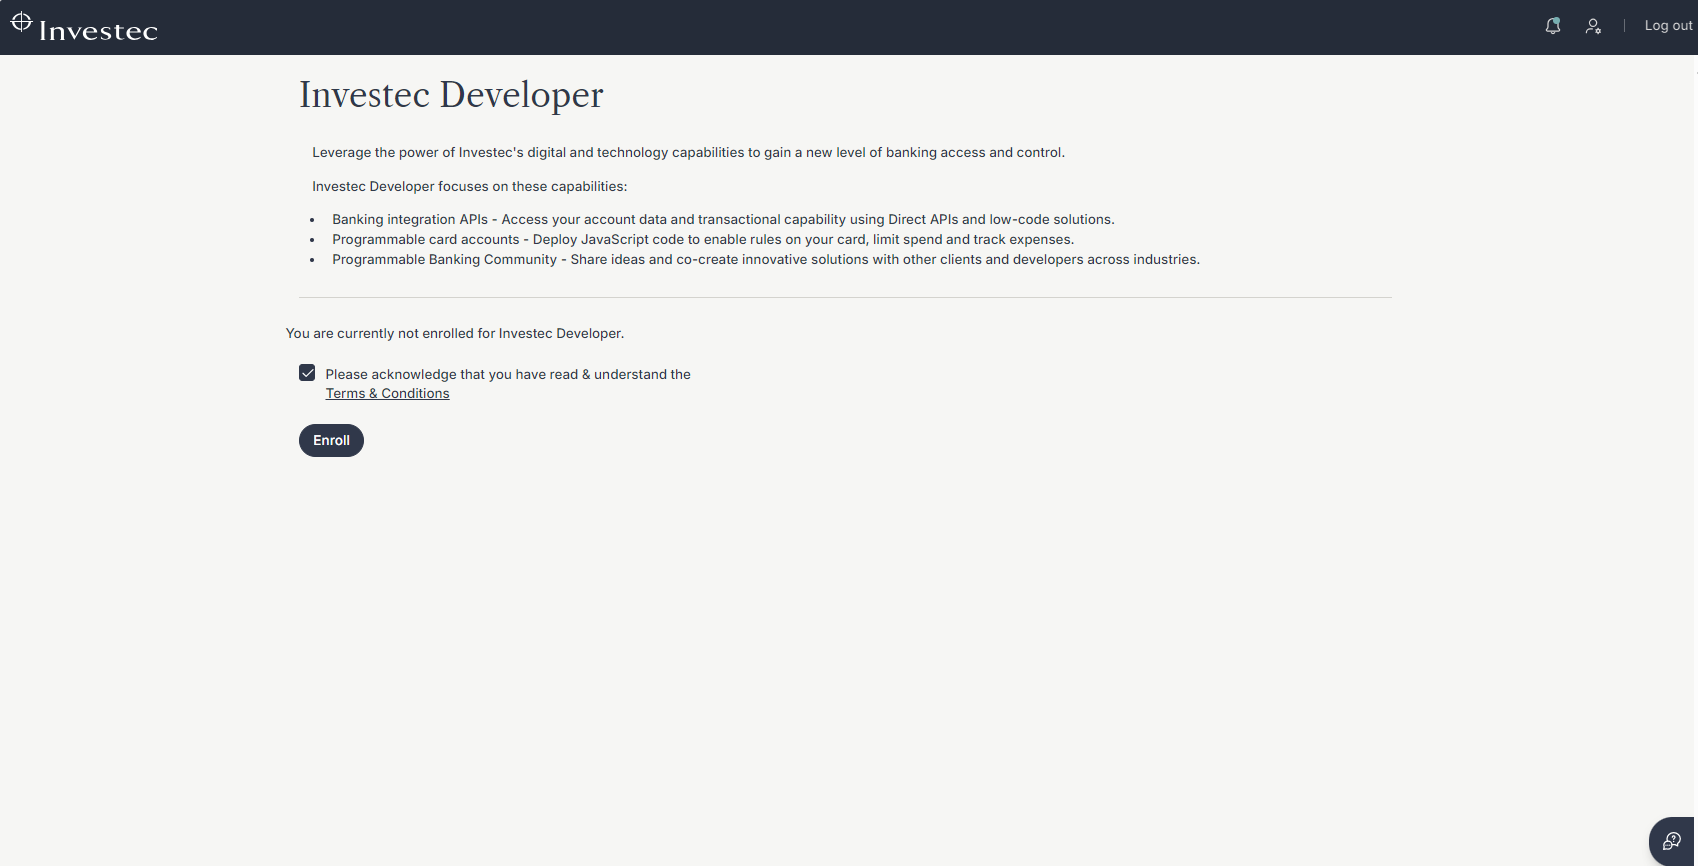 Investec
Log out
Investec Developer
Leverage the power of Investec's digital and technology capabilities to gain a new level of banking access and control.
Investec Developer focuses on these capabilities:
• Banking integration APIs - Access your account data and transactional capability using Direct APIs and low-code solutions.
• Programmable card accounts - Deploy JavaScript code to enable rules on your card, limit spend and track expenses.
• Programmable Banking Community - Share ideas and co-create innovative solutions with other clients and developers across industries.
You are currently not enrolled for Investec Developer.
Please acknowledge that you have read & understand the
Terms & Conditions
Enroll